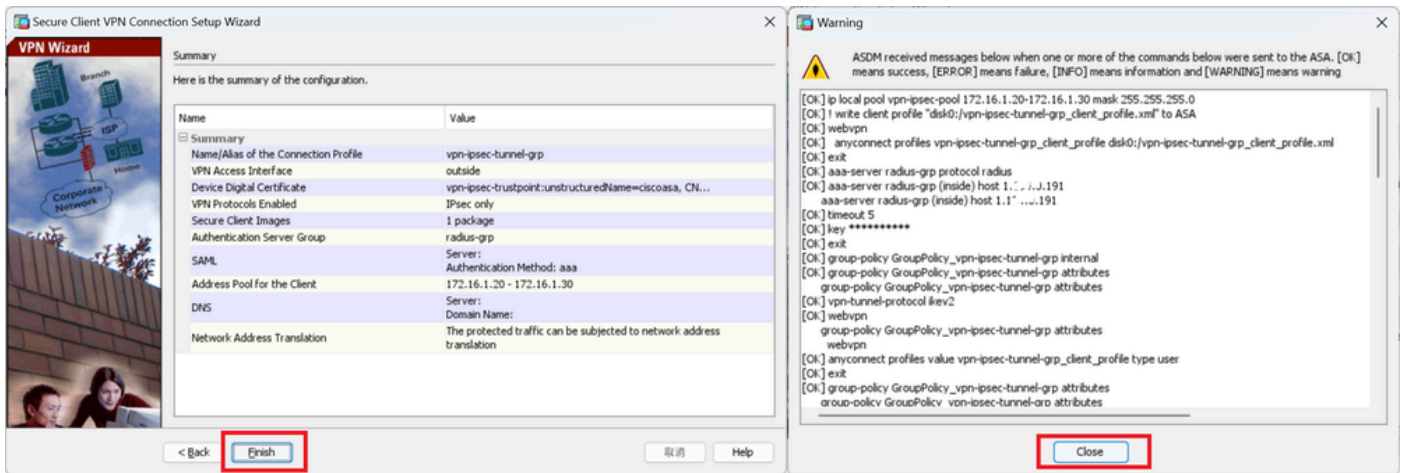 Secure Client VPN Connection Setup Wizard
VPN Wizard
Branch
ISP
Home
Corporate
Network
Summary
Here is the summary of the configuration.
Name Value
Summary
Name/Alias of the Connection Profile vpn-ipsec-tunnel-grp
VPN Access Interface outside
Device Digital Certificate vpn-ipsec-trustpoint:unstructuredName=ciscoasa, CN...
VPN Protocols Enabled IPsec only
Secure Client Images 1 package
Authentication Server Group radius-grp
SAML Server:
Authentication Method: aaa
Address Pool for the Client 172.16.1.20 - 172.16.1.30
DNS Server:
Domain Name:
Network Address Translation The protected traffic can be subjected to network address
translation
< Back Finish 取消 Help
Warning
ASDM received messages below when one or more of the commands below were sent to the ASA. [OK]
means success, [ERROR] means failure, [INFO] means information and [WARNING] means warning
[OK] ip local pool vpn-ipsec-pool 172.16.1.20-172.16.1.30 mask 255.255.255.0
[OK] ! write client profile "disk0:/vpn-ipsec-tunnel-grp_client_profile.xml" to ASA
[OK] webvpn
[OK] anyconnect profiles vpn-ipsec-tunnel-grp_client_profile disk0:/vpn-ipsec-tunnel-grp_client_profile.xml
[OK] exit
[OK] aaa-server radius-grp protocol radius
[OK] aaa-server radius-grp (inside) host
aaa-server radius-grp (inside) host
[OK] timeout 5
[OK] key **********
[OK] exit
[OK] group-policy GroupPolicy_vpn-ipsec-tunnel-grp internal
[OK] group-policy GroupPolicy_vpn-ipsec-tunnel-grp attributes
group-policy GroupPolicy_vpn-ipsec-tunnel-grp attributes
[OK] vpn-tunnel-protocol ikev2
[OK] webvpn
group-policy GroupPolicy_vpn-ipsec-tunnel-grp attributes
webvpn
[OK] anyconnect profiles value vpn-ipsec-tunnel-grp_client_profile type user
[OK] exit
[OK] group-policy GroupPolicy_vpn-ipsec-tunnel-grp attributes
group-policy GroupPolicy_vpn-ipsec-tunnel-grp attributes
Close